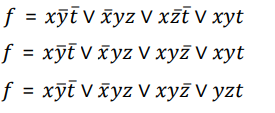 f = xȳt̄ ∨ x̄yz ∨ xz̄t̄ ∨ xyt
f = xȳt̄ ∨ x̄yz ∨ xyz̄ ∨ xyt
f = xȳt̄ ∨ x̄yz ∨ xyz̄ ∨ yzt